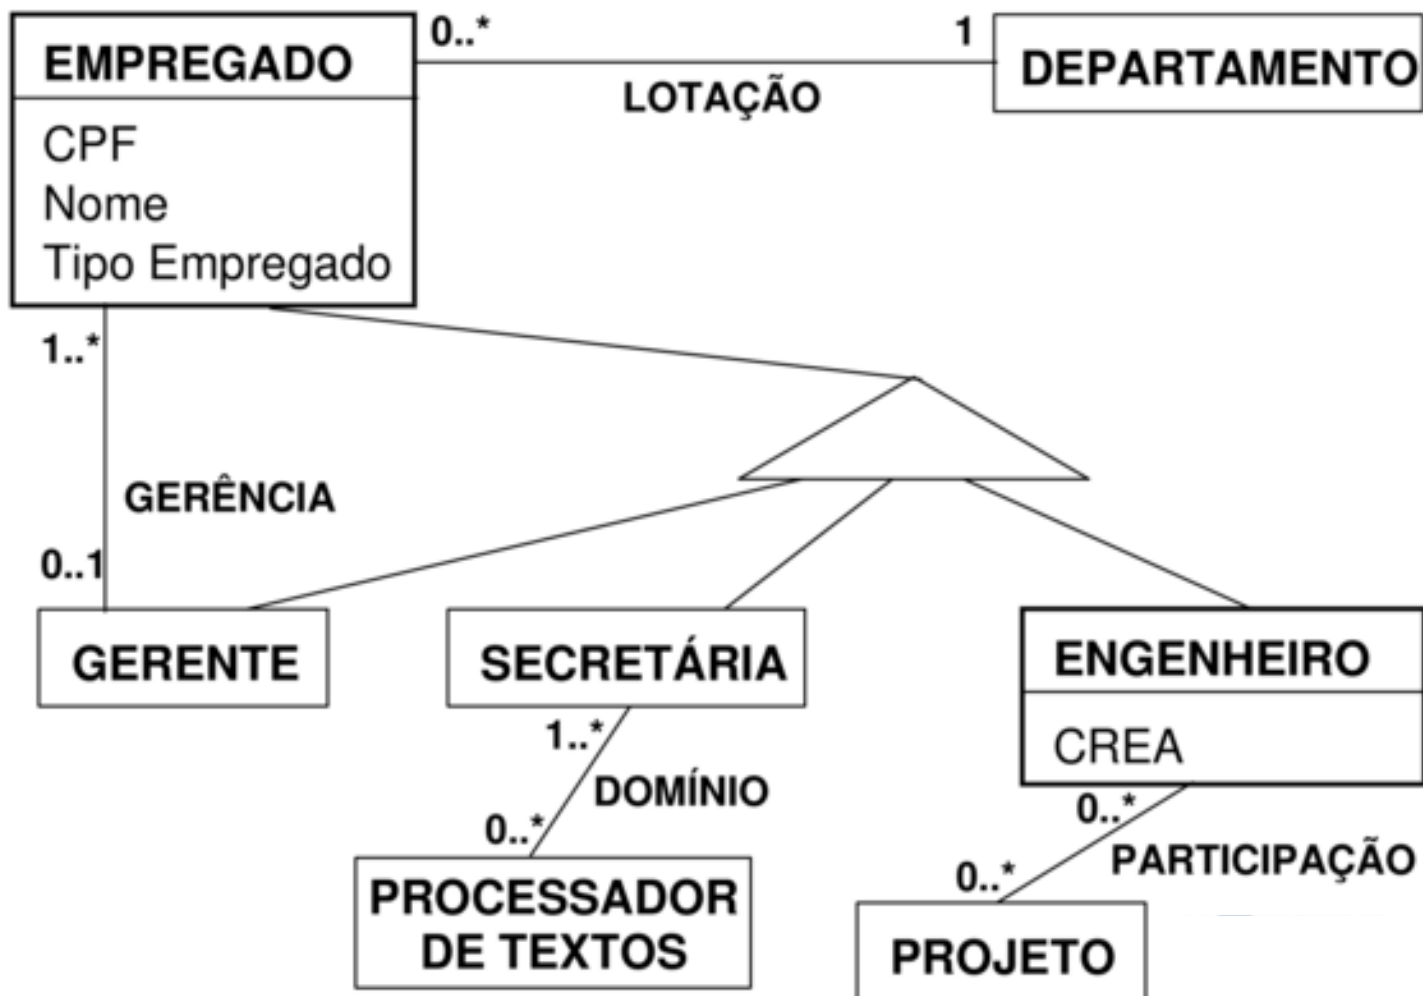 EMPREGADO
CPF
Nome
Tipo Empregado
0..*
1
LOTAÇÃO
DEPARTAMENTO
1..*
GERÊNCIA
0..1
GERENTE
SECRETÁRIA
ENGENHEIRO
CREA
1..*
DOMÍNIO
0..*
PROCESSADOR
DE TEXTOS
0..*
PARTICIPAÇÃO
0..*
PROJETO